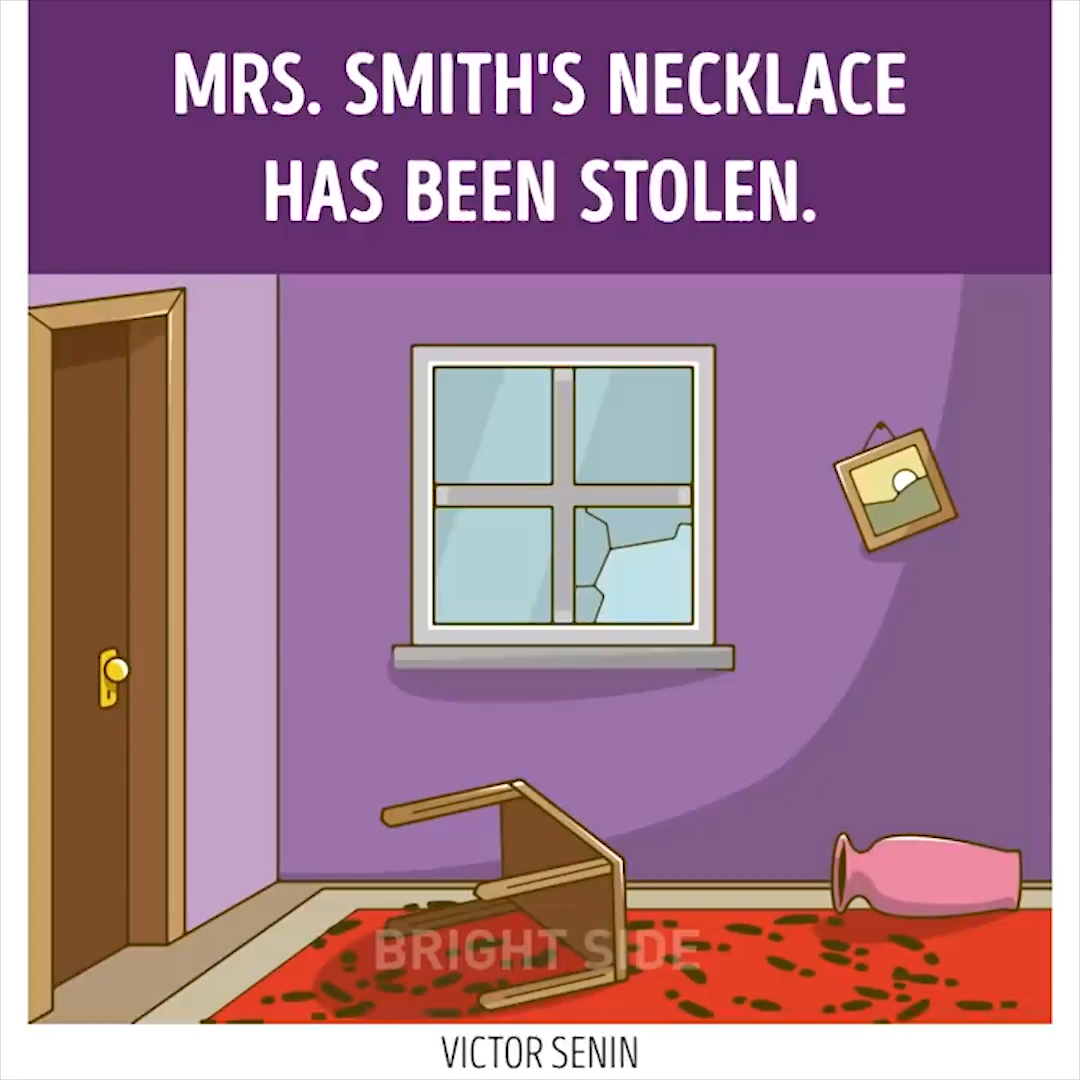 MRS. SMITH'S NECKLACE
HAS BEEN STOLEN.
BRIGHT SIDE
VICTOR SENIN